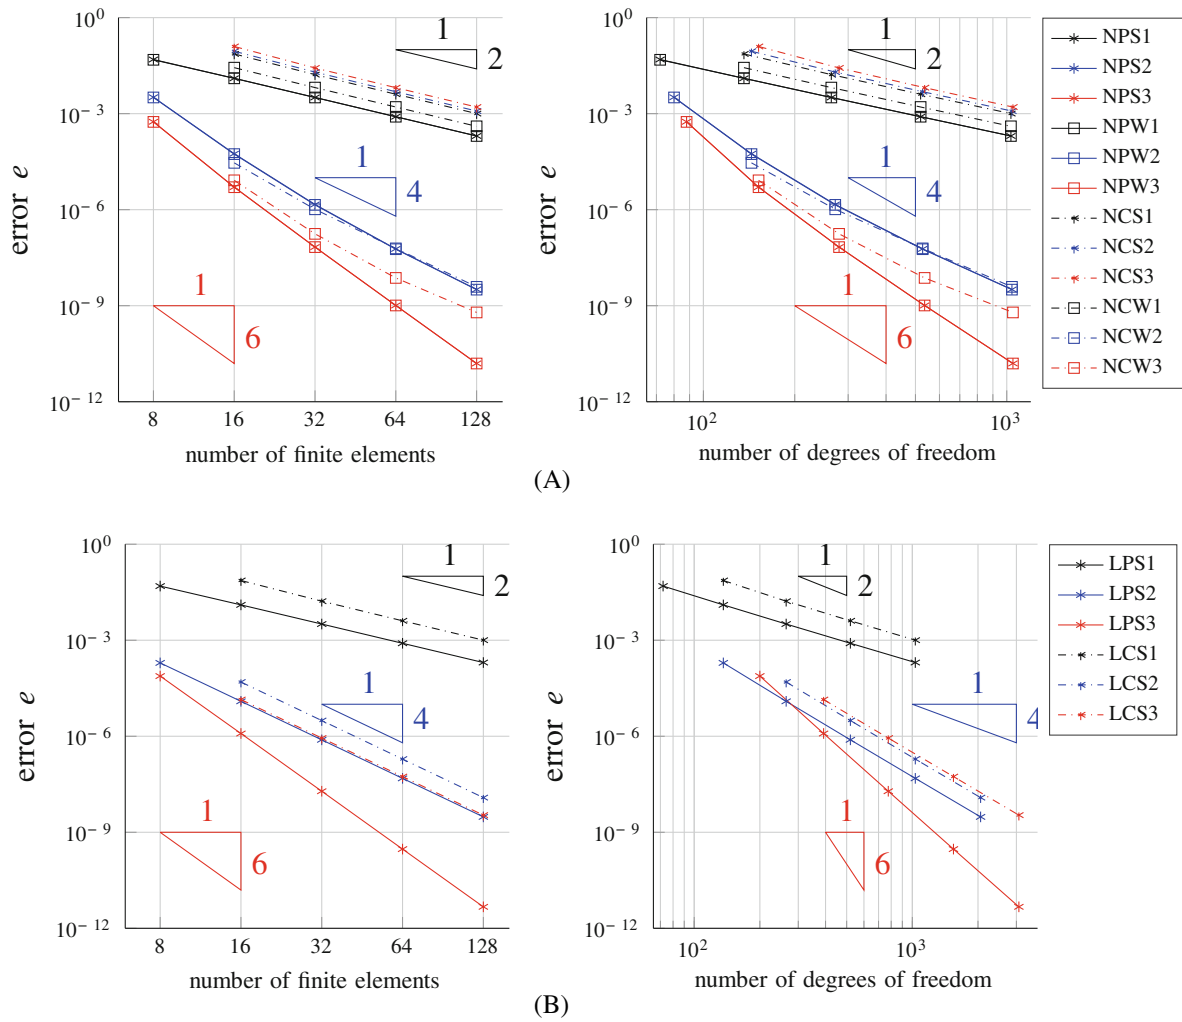 10^0
10^{-3}
10^{-6}
10^{-9}
10^{-12}
error e
8
16
32
64
128
number of finite elements
1
2
1
4
1
6
10^0
10^{-3}
10^{-6}
10^{-9}
10^{-12}
error e
10^2
10^3
number of degrees of freedom
1
2
1
4
1
6
NPS1
NPS2
NPS3
NPW1
NPW2
NPW3
NCS1
NCS2
NCS3
NCW1
NCW2
NCW3
(A)
10^0
10^{-3}
10^{-6}
10^{-9}
10^{-12}
error e
8
16
32
64
128
number of finite elements
1
2
1
4
1
6
10^0
10^{-3}
10^{-6}
10^{-9}
10^{-12}
error e
10^2
10^3
number of degrees of freedom
1
2
1
4
1
6
LPS1
LPS2
LPS3
LCS1
LCS2
LCS3
(B)